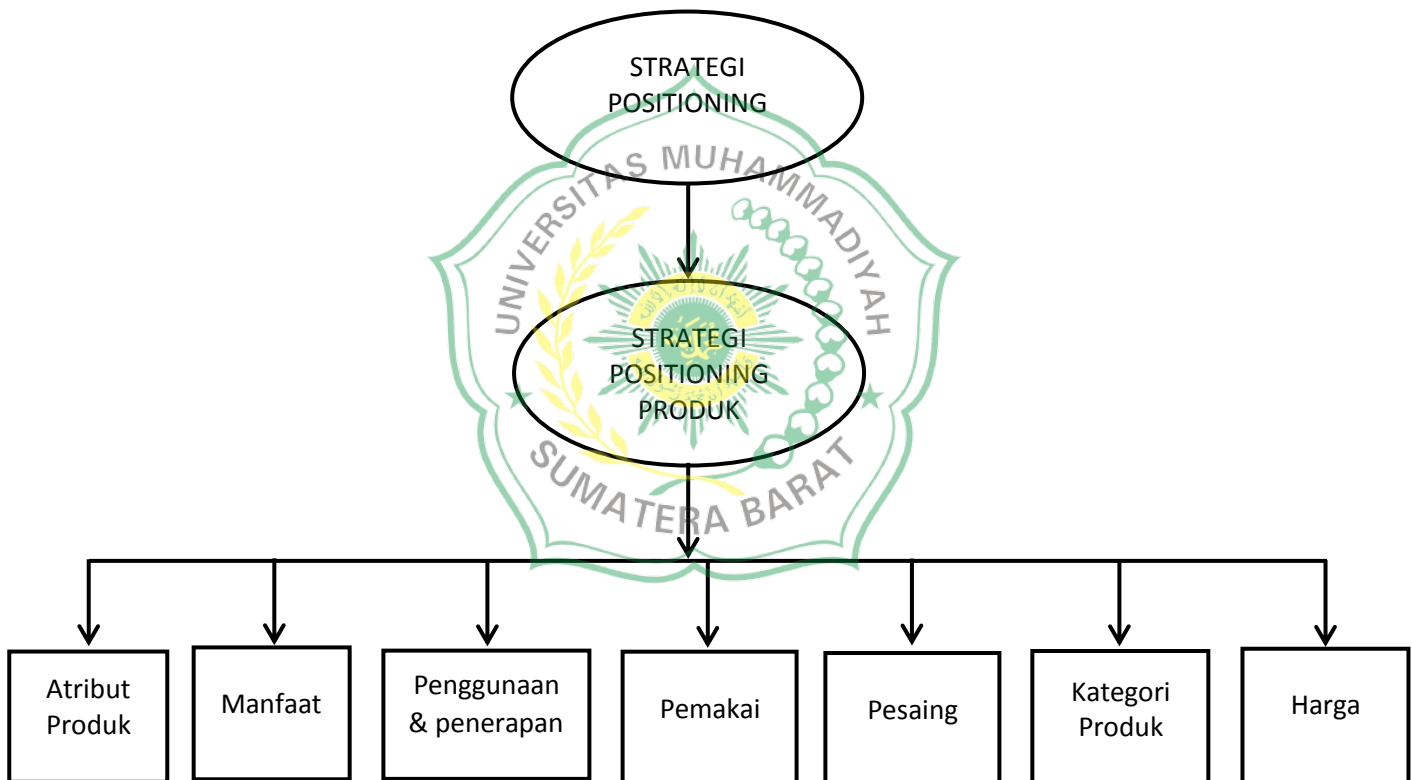 STRATEGI
POSITIONING
UNIVERSITAS MUHAMMADIYAH
STRATEGI
POSITIONING
PRODUK
SUMATERA BARAT
Atribut
Produk
Manfaat
Penggunaan
& penerapan
Pemakai
Pesaing
Kategori
Produk
Harga